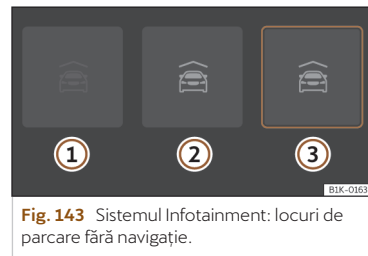 1 2 3
B1K-0163
Fig. 143 Sistemul Infotainment: locuri de
parcare fără navigație.